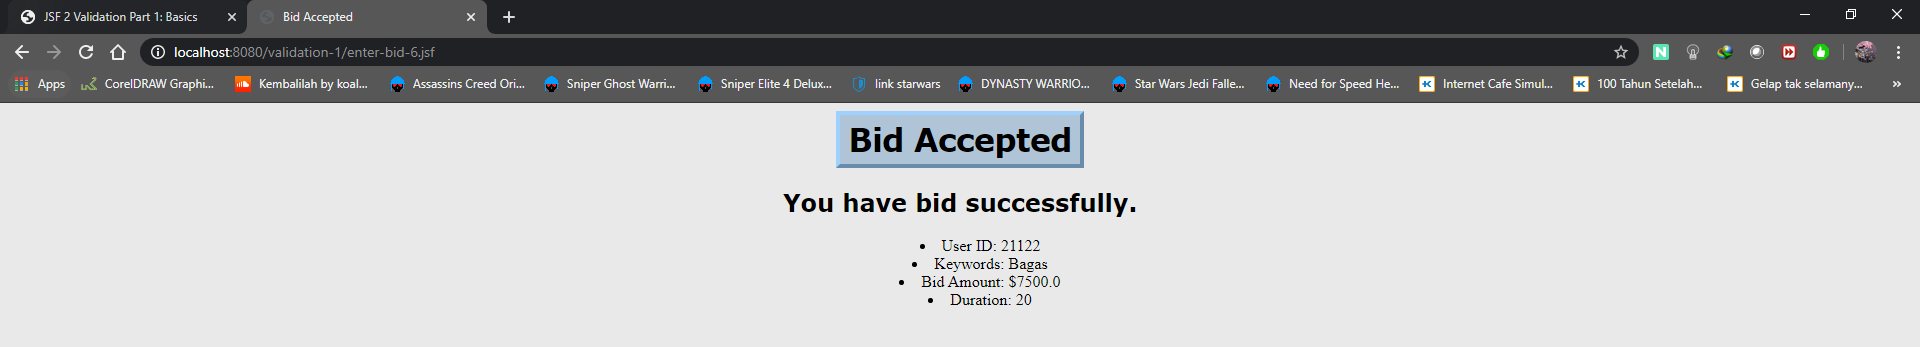 JSF 2 Validation Part 1: Basics
Bid Accepted
localhost:8080/validation-1/enter-bid-6.jsf
Apps CorelDRAW Graphi... Kembalilah by koal... Assassins Creed Ori... Sniper Ghost Warri... Sniper Elite 4 Delux... link starwars DYNASTY WARRIO... Star Wars Jedi Falle... Need for Speed He... Internet Cafe Simul... 100 Tahun Setelah... Gelap tak selamany... »
Bid Accepted
You have bid successfully.
• User ID: 21122
• Keywords: Bagas
• Bid Amount: $7500.0
• Duration: 20